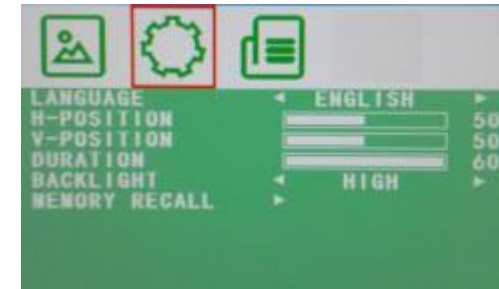 LANGUAGE ENGLISH
H-POSITION 50
V-POSITION 50
DURATION 60
BACKLIGHT HIGH
MEMORY RECALL